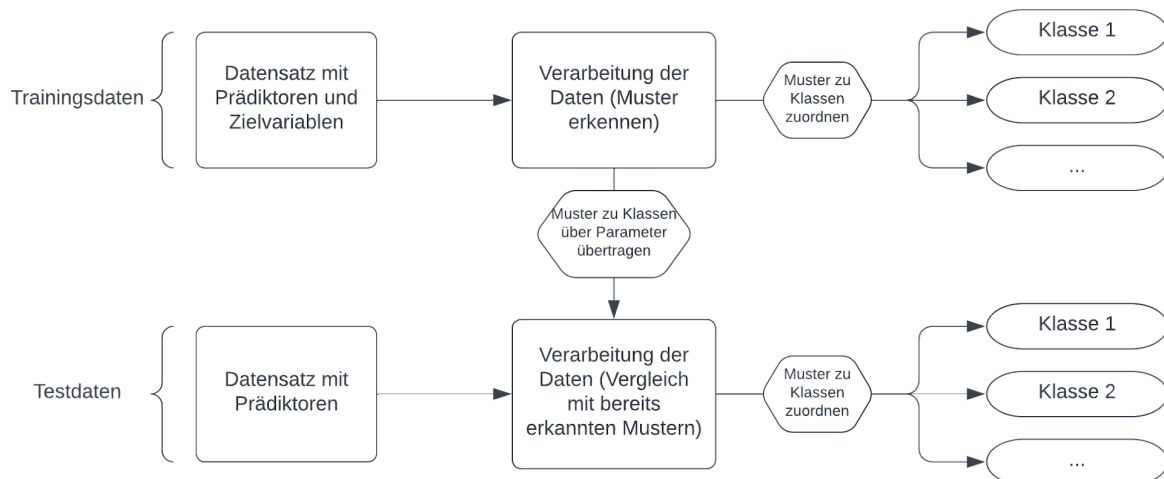 Trainingsdaten
Datensatz mit
Prädiktoren und
Zielvariablen
Verarbeitung der
Daten (Muster
erkennen)
Muster zu
Klassen
zuordnen
Klasse 1
Klasse 2
...
Muster zu Klassen
über Parameter
übertragen
Testdaten
Datensatz mit
Prädiktoren
Verarbeitung der
Daten (Vergleich
mit bereits
erkannten Mustern)
Muster zu
Klassen
zuordnen
Klasse 1
Klasse 2
...